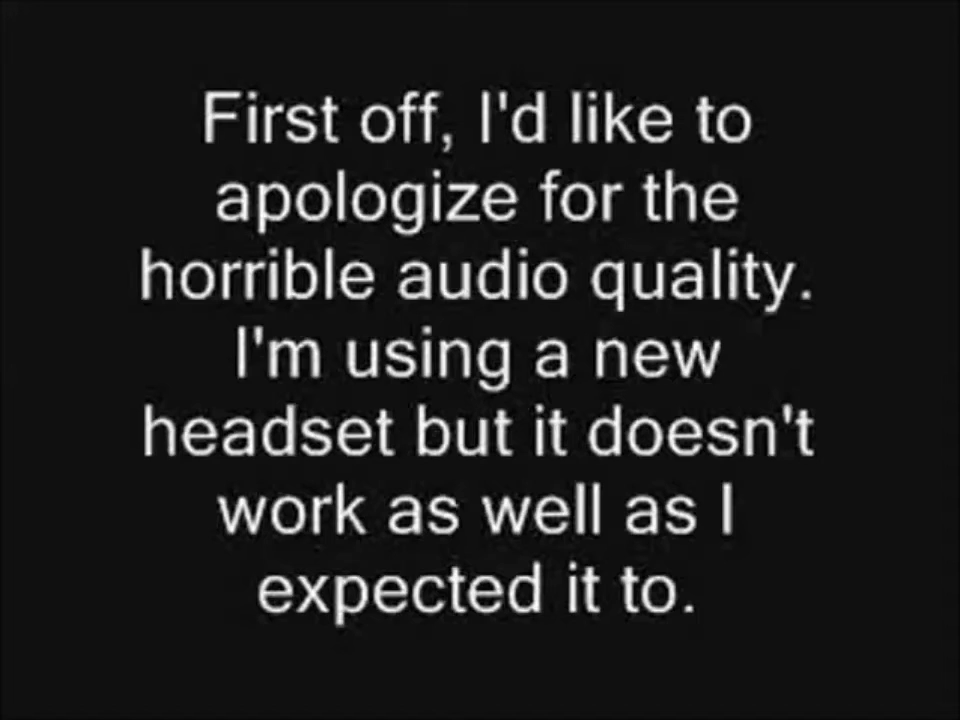 First off, I'd like to
apologize for the
horrible audio quality.
I'm using a new
headset but it doesn't
work as well as I
expected it to.